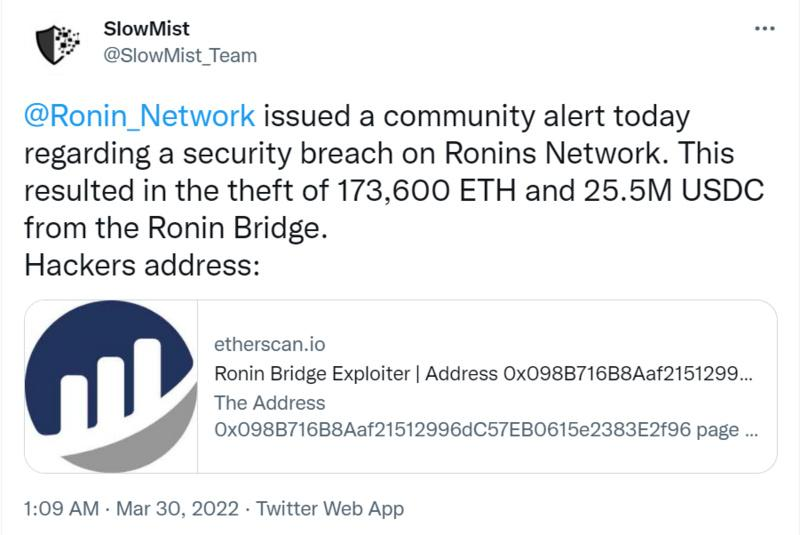 SlowMist
@SlowMist_Team
@Ronin_Network issued a community alert today
regarding a security breach on Ronins Network. This
resulted in the theft of 173,600 ETH and 25.5M USDC
from the Ronin Bridge.
Hackers address:
etherscan.io
Ronin Bridge Exploiter | Address 0x098B716B8Aaf2151299...
The Address
0x098B716B8Aaf21512996dC57EB0615e2383E2f96 page ...
1:09 AM · Mar 30, 2022 · Twitter Web App